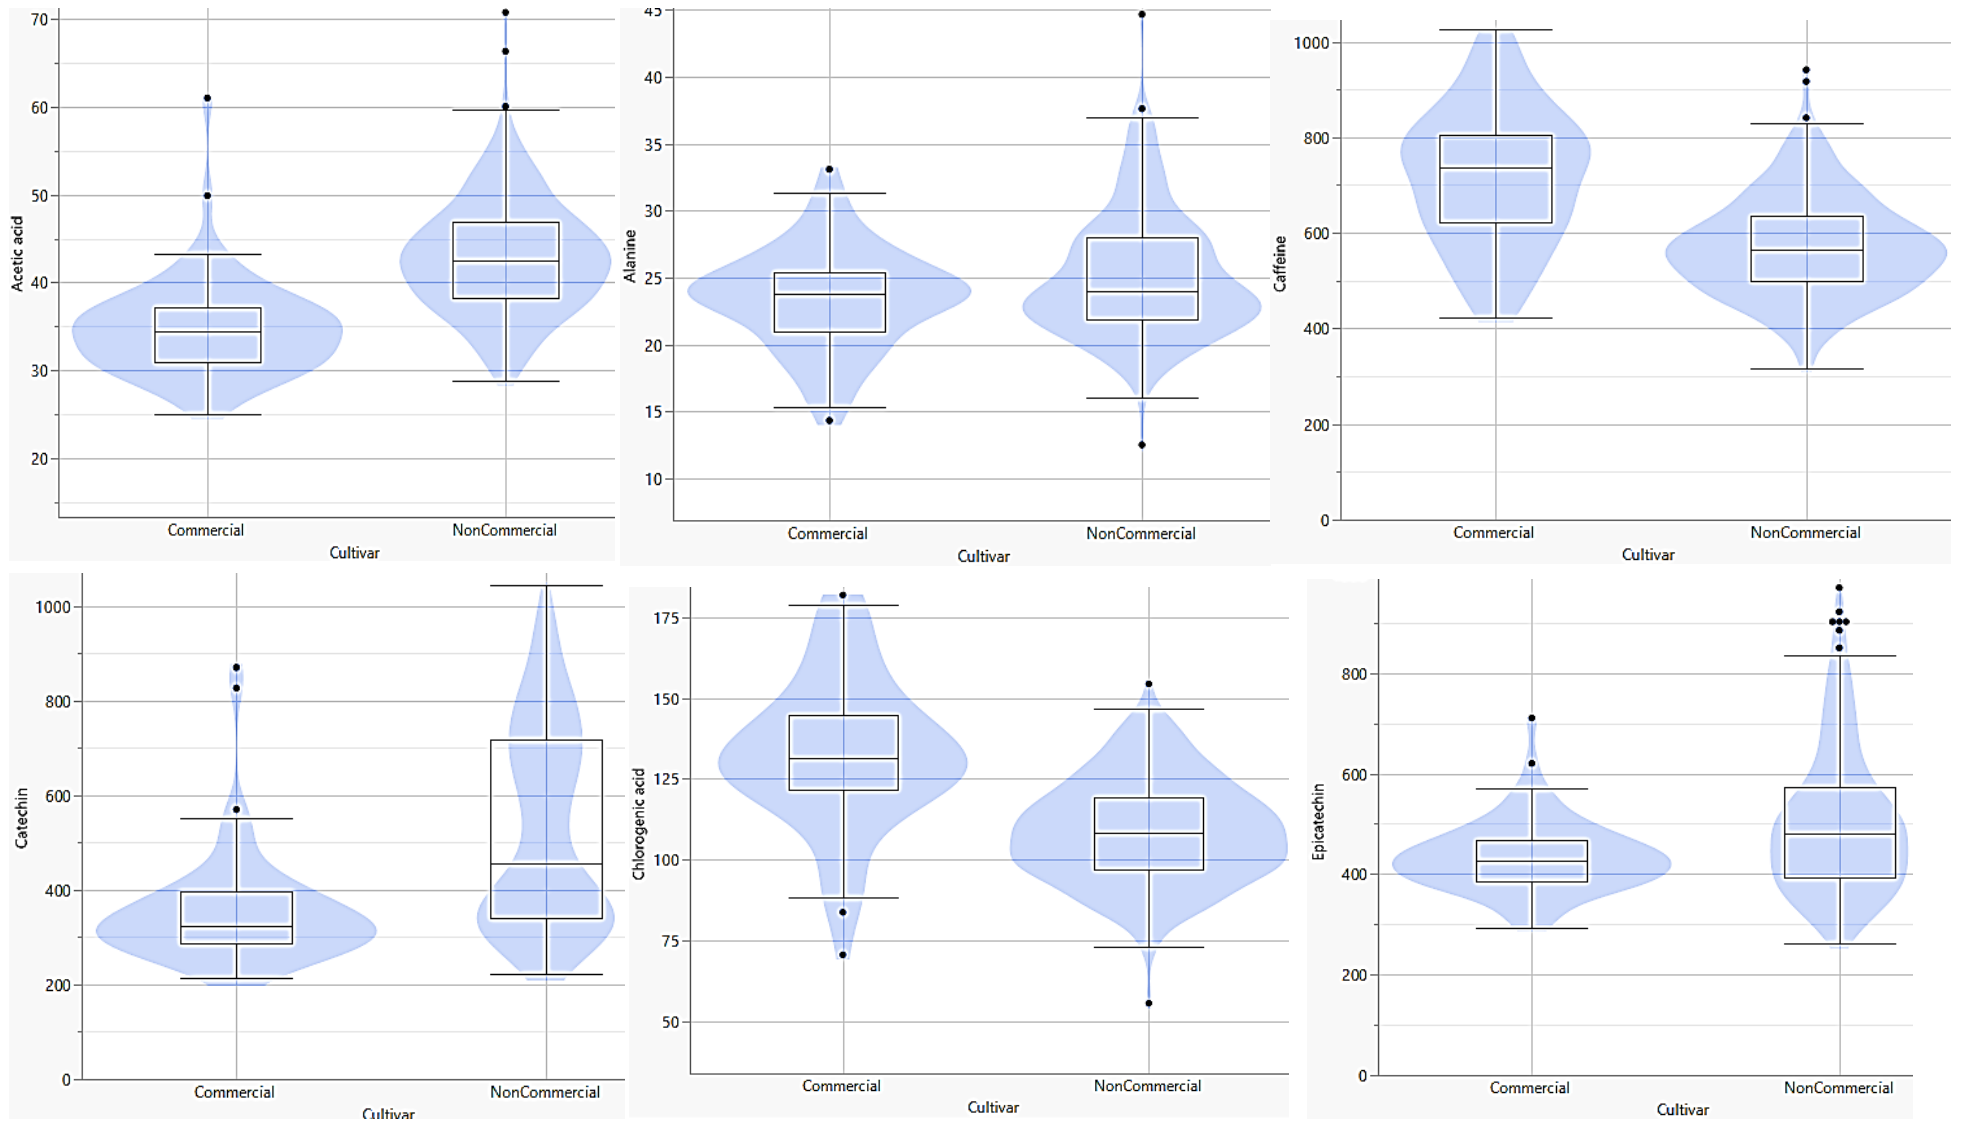 Acetic acid
70
60
50
40
30
20
Commercial
NonCommercial
Cultivar
Alanine
45
40
35
30
25
20
15
10
Commercial
NonCommercial
Cultivar
Caffeine
1000
800
600
400
200
0
Commercial
NonCommercial
Cultivar
Catechin
1000
800
600
400
200
0
Commercial
NonCommercial
Cultivar
Chlorogenic acid
175
150
125
100
75
50
Commercial
NonCommercial
Cultivar
Epicatechin
800
600
400
200
0
Commercial
NonCommercial
Cultivar